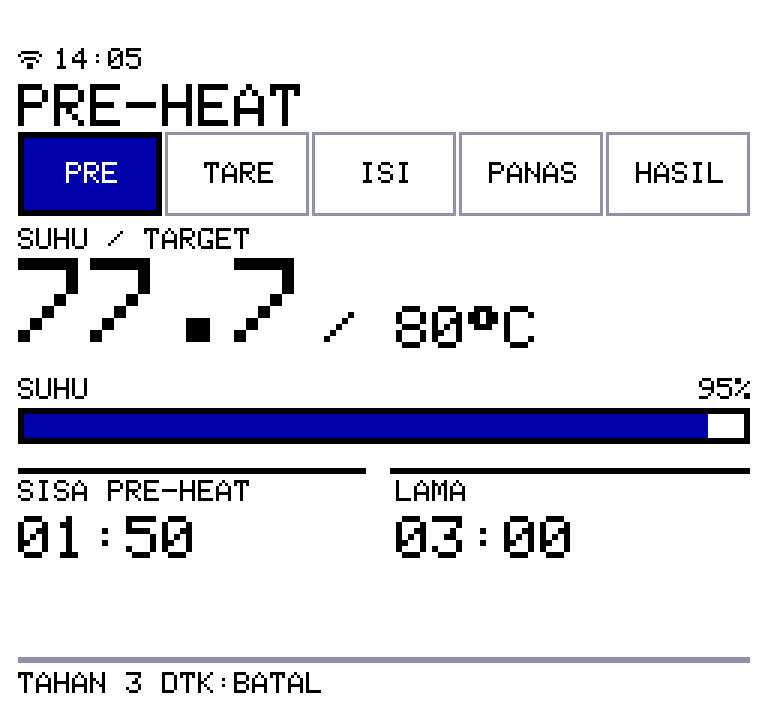 14:05
PRE-HEAT
PRE TARE ISI PANAS HASIL
SUHU / TARGET
77.7 / 80°C
SUHU 95%
SISA PRE-HEAT LAMA
01:50 03:00
TAHAN 3 DTK:BATAL